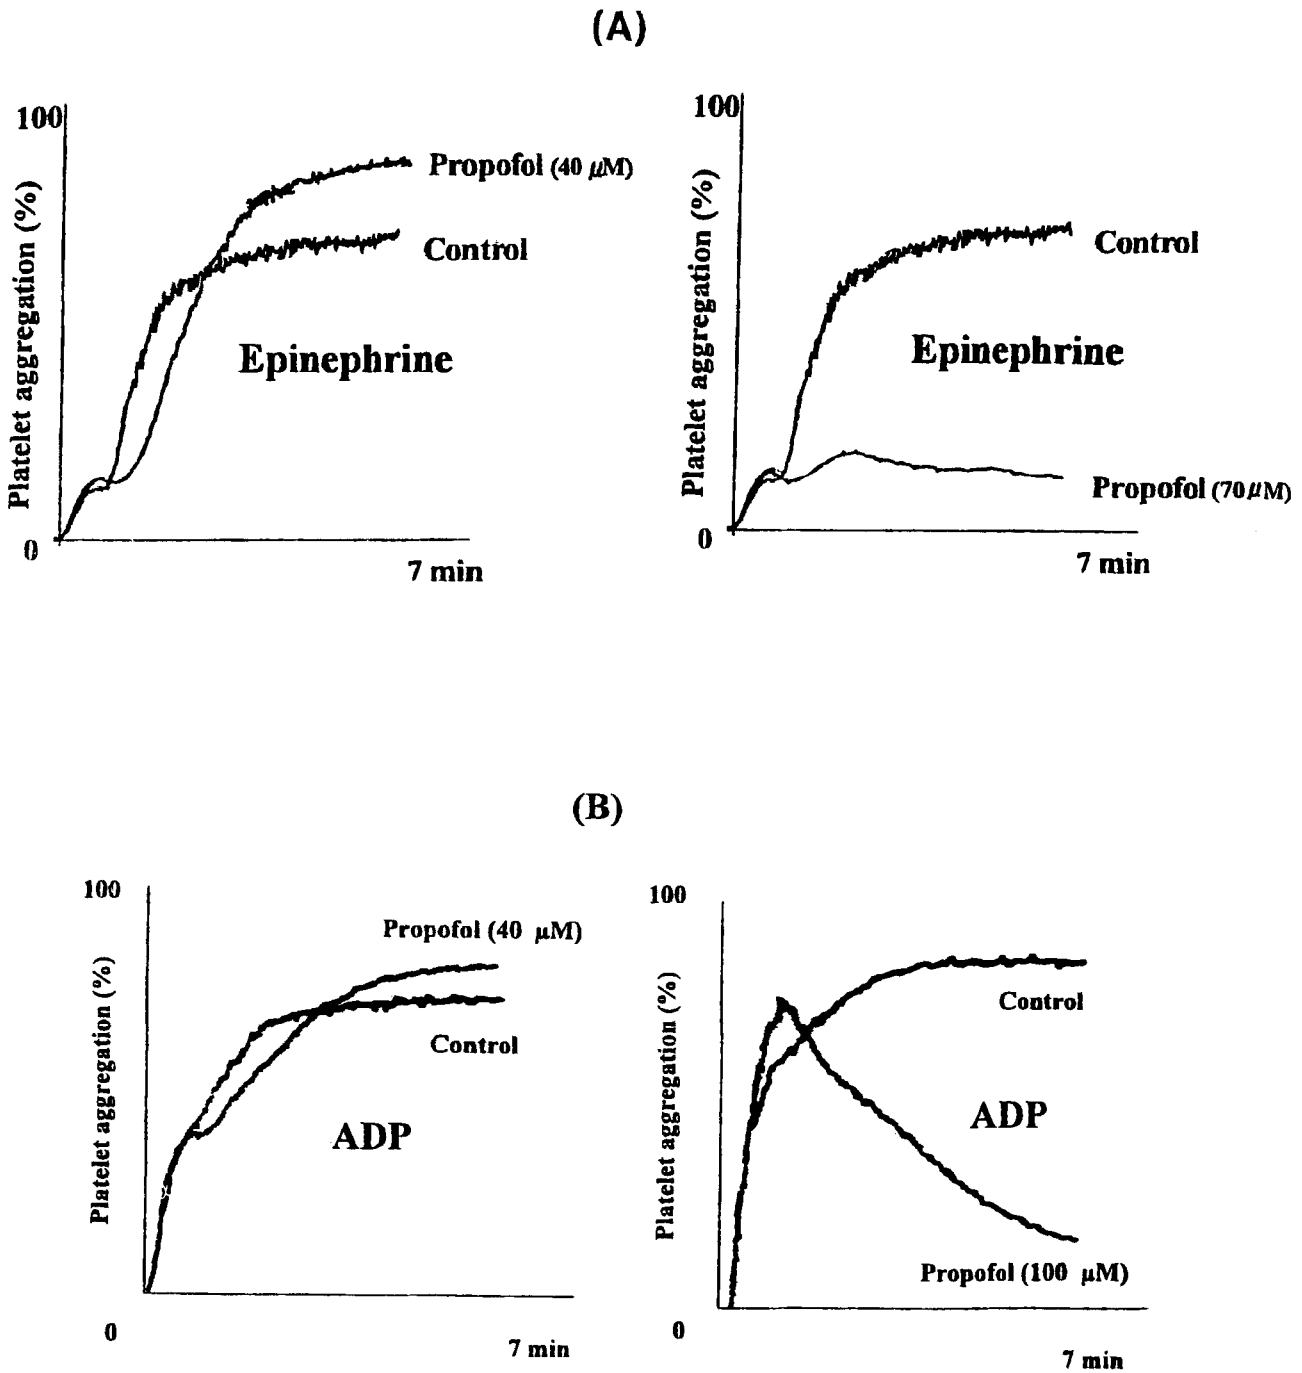 (A)
100
Platelet aggregation (%)
0
Propofol (40 µM)
Control
Epinephrine
7 min
100
Platelet aggregation (%)
0
Control
Epinephrine
Propofol (70µM)
7 min
(B)
100
Platelet aggregation (%)
0
Propofol (40 µM)
Control
ADP
7 min
100
Platelet aggregation (%)
0
Control
ADP
Propofol (100 µM)
7 min